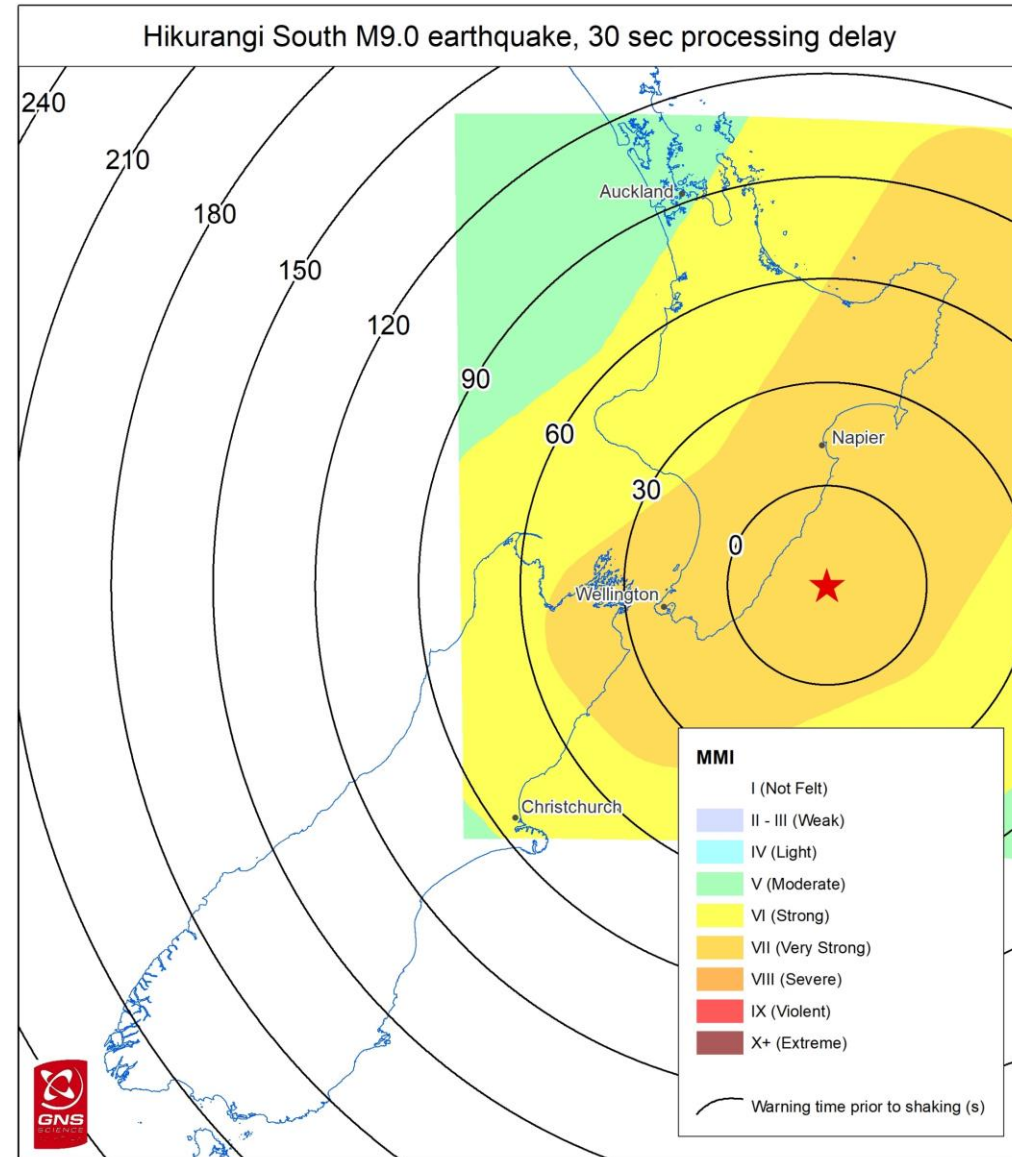 Hikurangi South M9.0 earthquake, 30 sec processing delay
240
210
180
150
120
90
60
30
0
Auckland
Napier
Wellington
Christchurch
MMI
I (Not Felt)
II - III (Weak)
IV (Light)
V (Moderate)
VI (Strong)
VII (Very Strong)
VIII (Severe)
IX (Violent)
X+ (Extreme)
Warning time prior to shaking (s)
GNS
SCIENCE